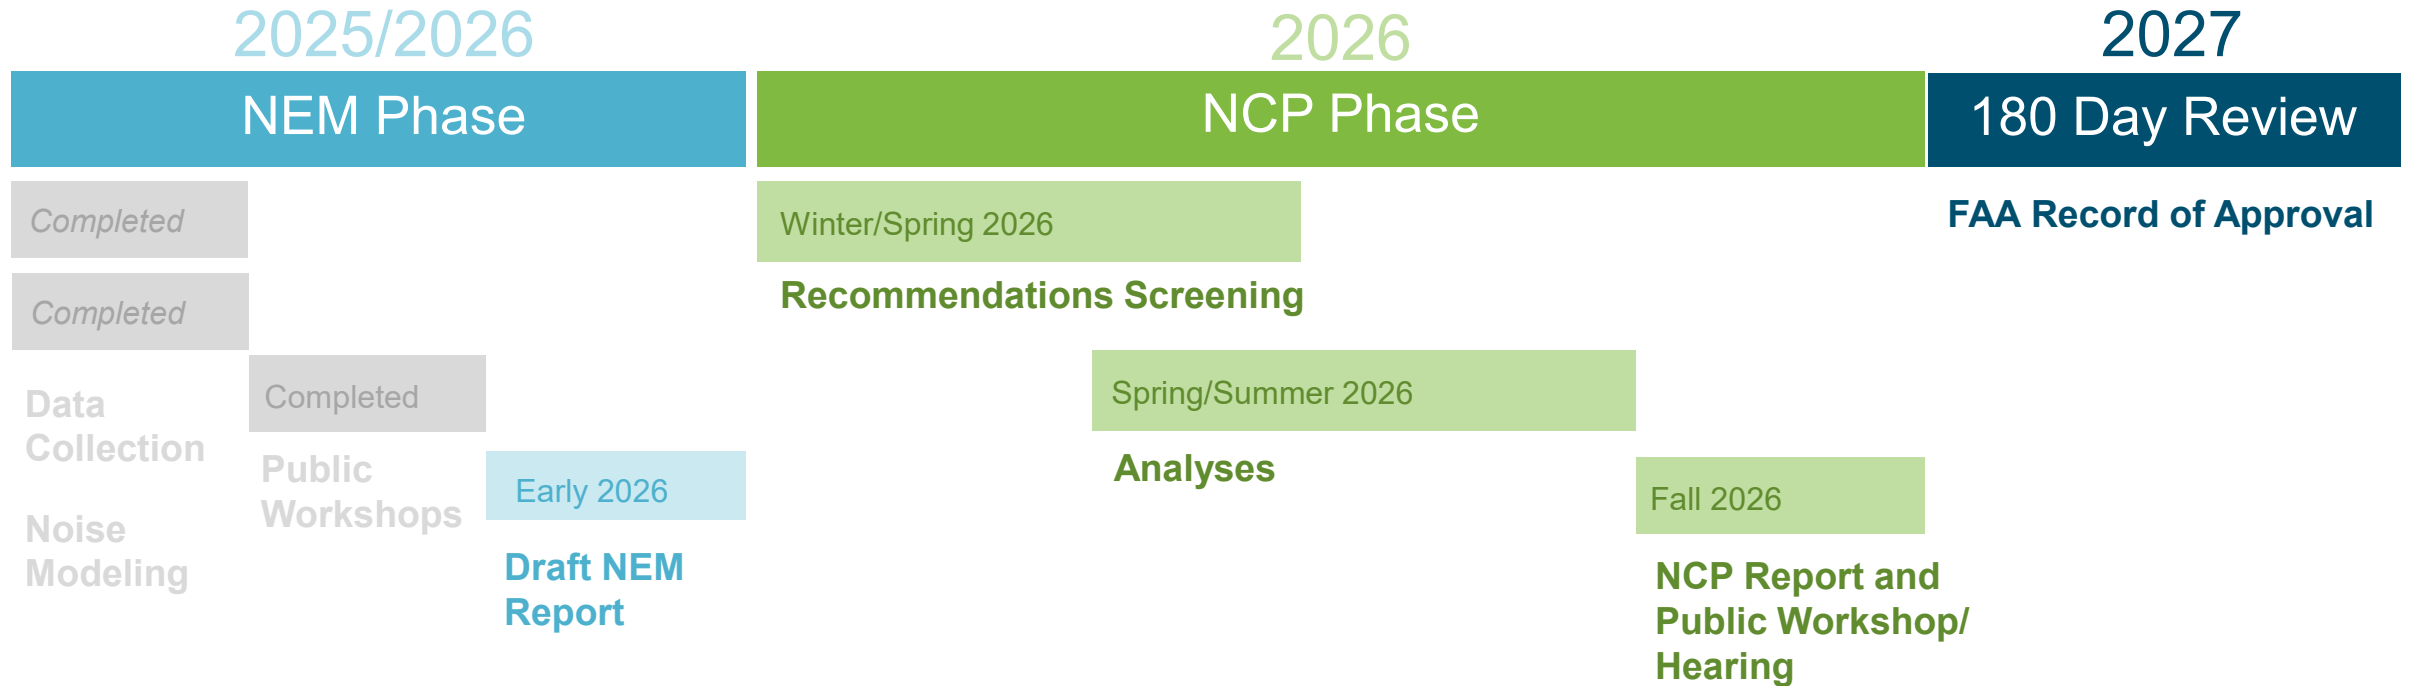 2025/2026
2026
2027
NEM Phase
NCP Phase
180 Day Review
Completed
Completed
Data
Collection
Noise
Modeling
Completed
Public
Workshops
Early 2026
Draft NEM
Report
Winter/Spring 2026
Recommendations Screening
Spring/Summer 2026
Analyses
Fall 2026
NCP Report and
Public Workshop/
Hearing
FAA Record of Approval